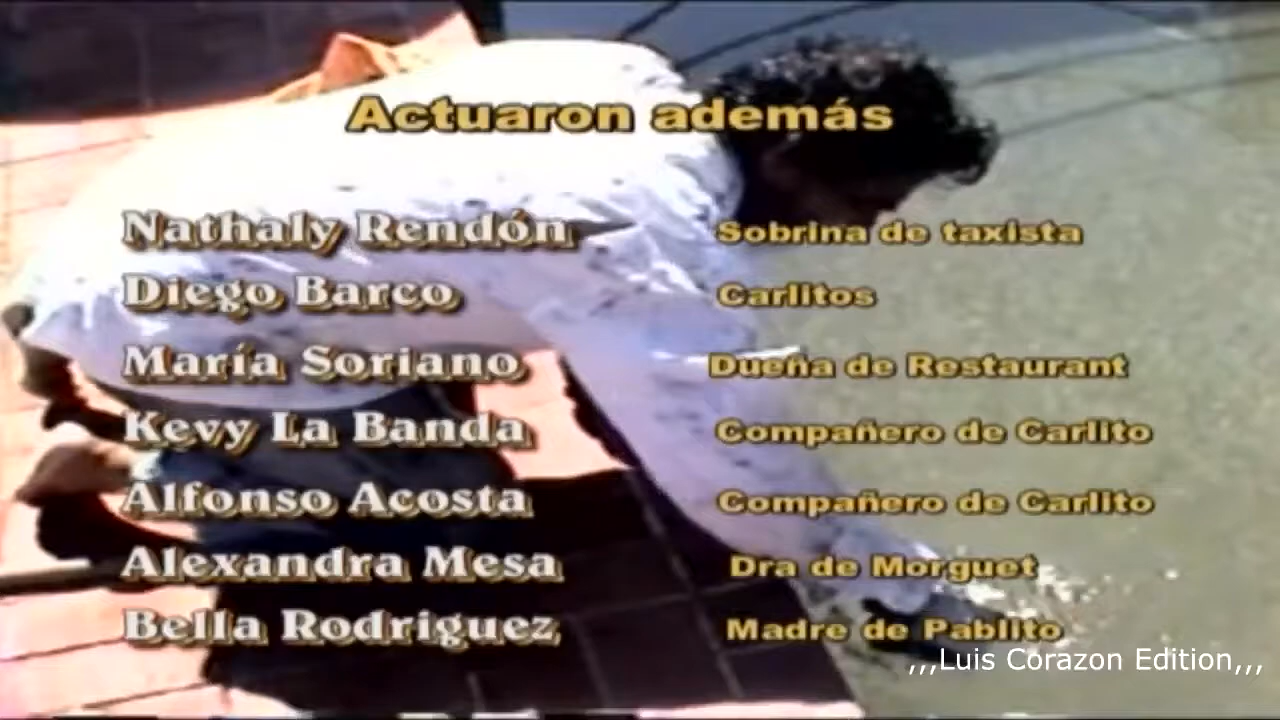 Actuaron además
Nathaly Rendón Sobrina de taxista
Diego Barco Carlitos
María Soriano Dueña de Restaurant
Kevy La Banda Compañero de Carlito
Alfonso Acosta Compañero de Carlito
Alexandra Mesa Dra de Morguet
Bella Rodriguez Madre de Pablito
,,,Luis Corazon Edition,,,